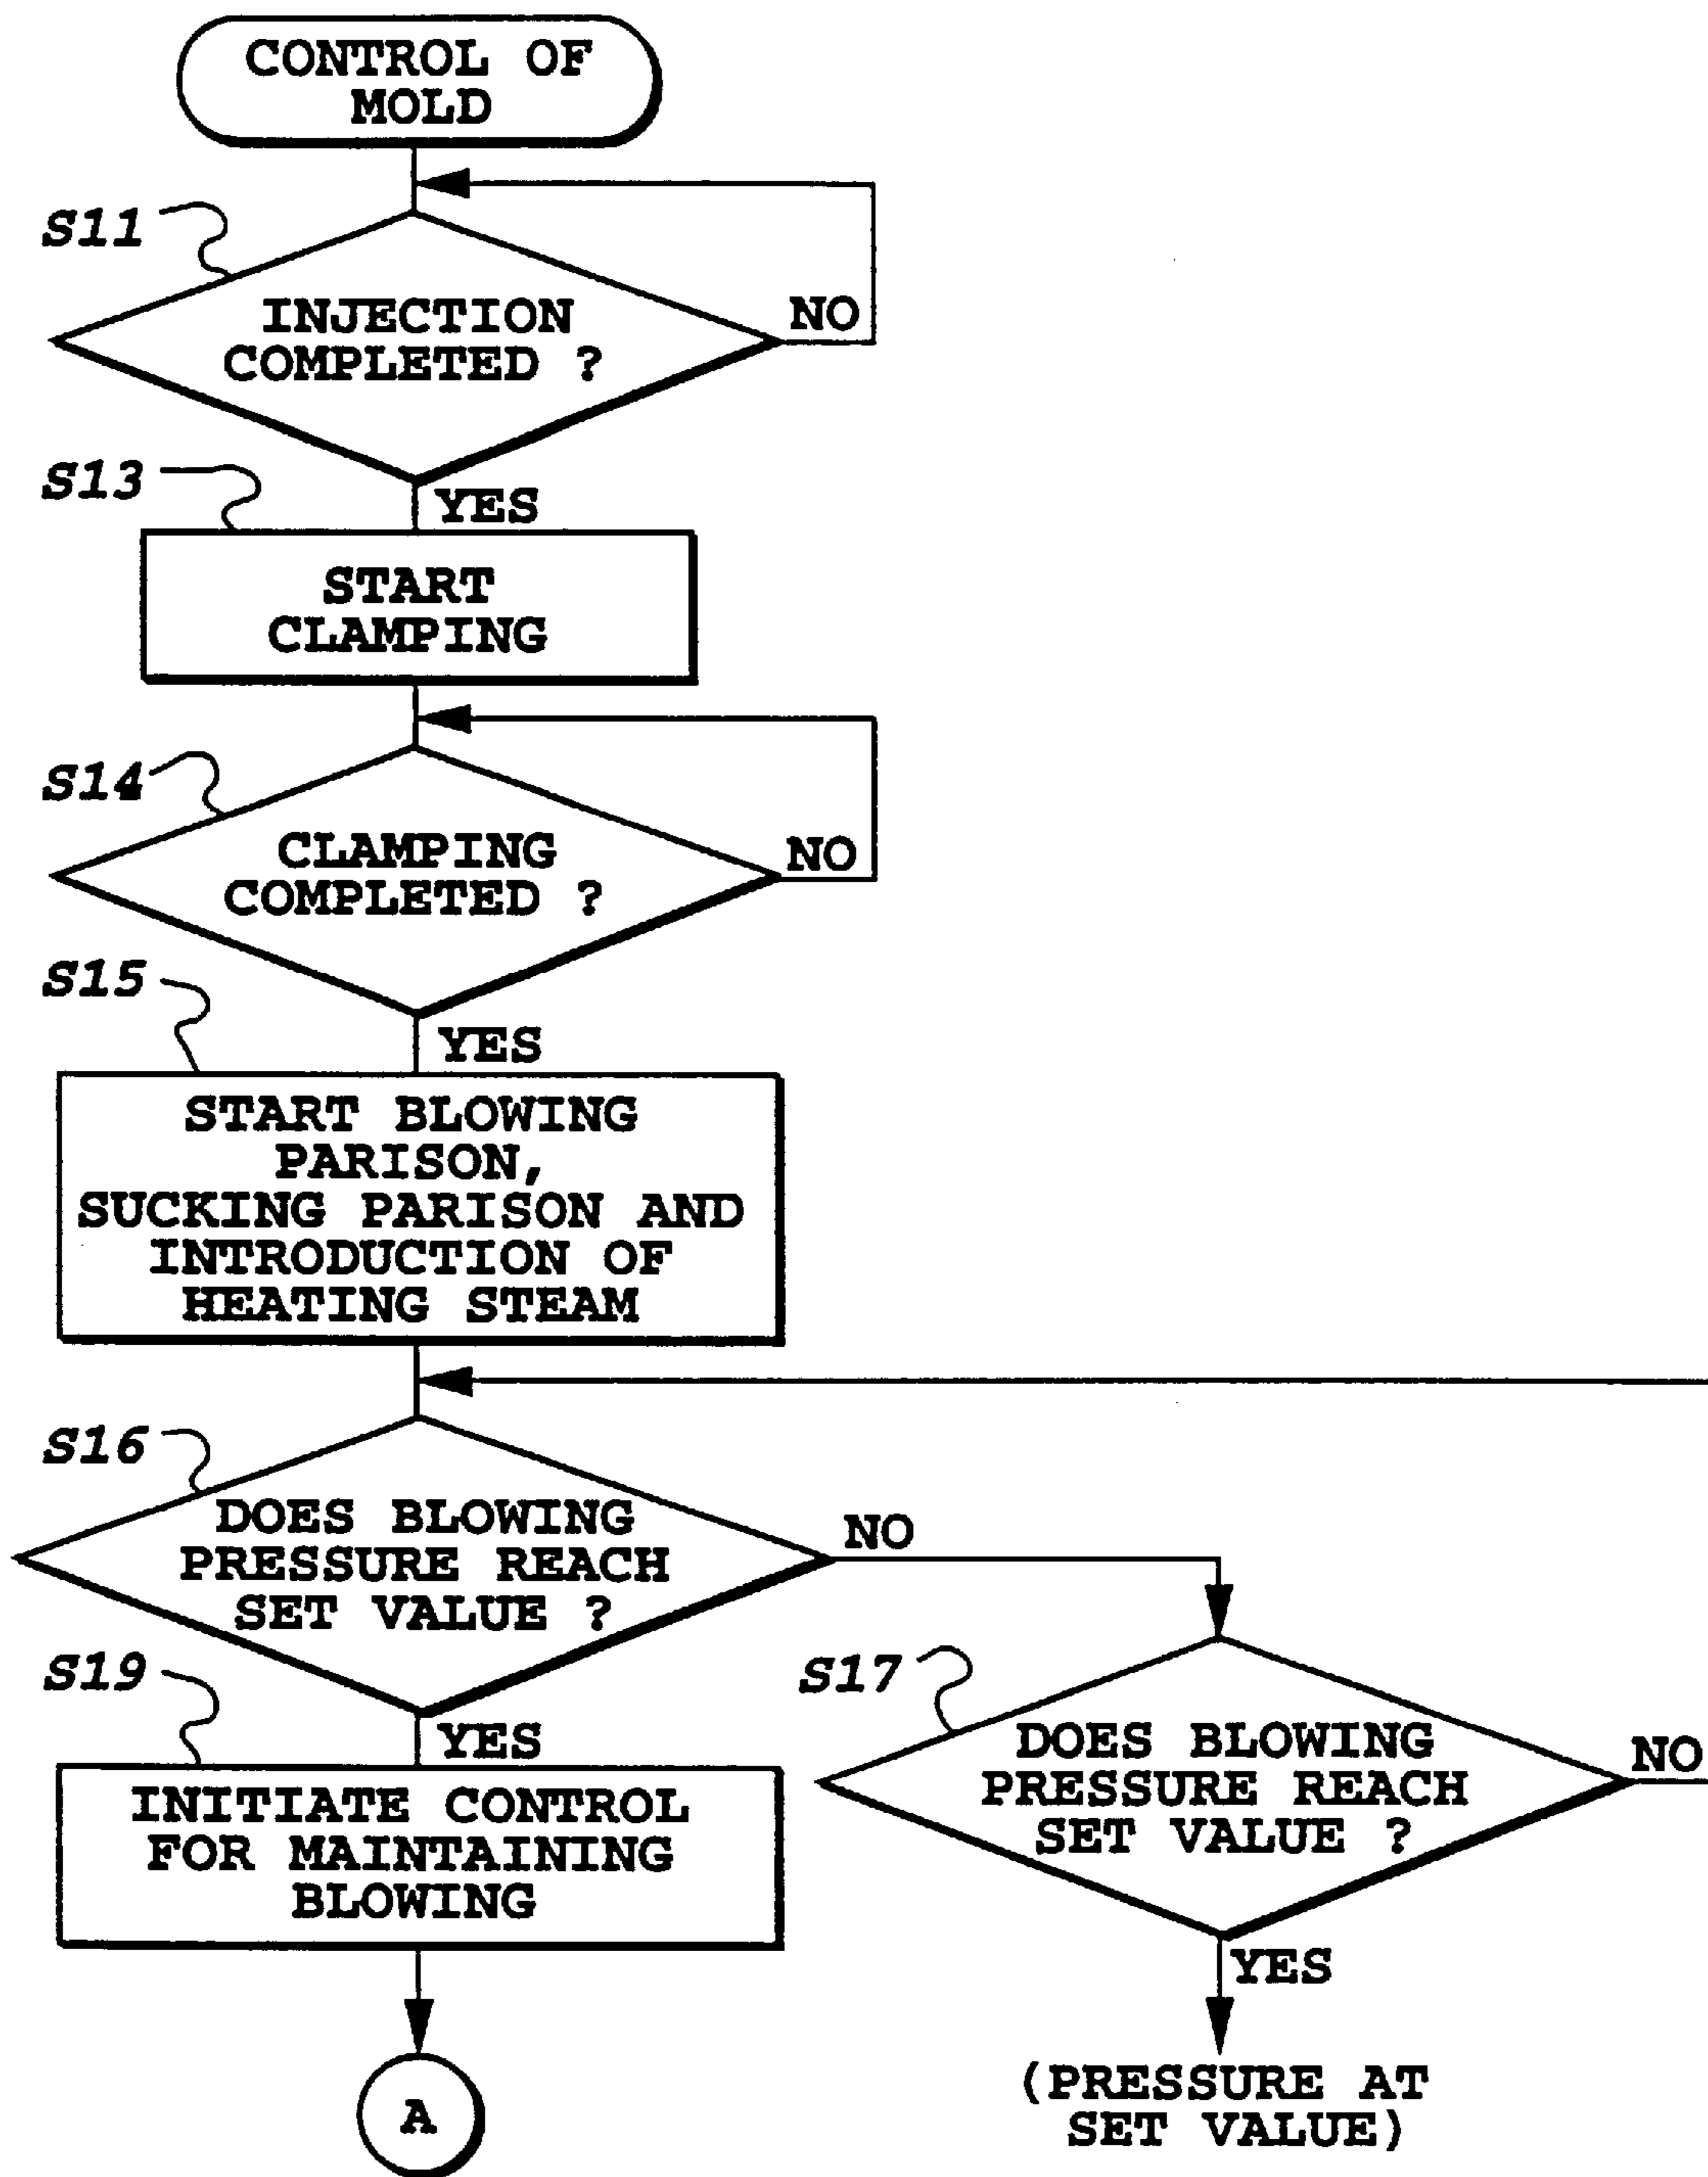 CONTROL OF
MOLD
S11
INJECTION
COMPLETED ?
NO
S13
YES
START
CLAMPING
S14
CLAMPING
COMPLETED ?
NO
S15
YES
START BLOWING
PARISON,
SUCKING PARISON AND
INTRODUCTION OF
HEATING STEAM
S16
DOES BLOWING
PRESSURE REACH
SET VALUE ?
NO
S19
YES
INITIATE CONTROL
FOR MAINTAINING
BLOWING
A
S17
DOES BLOWING
PRESSURE REACH
SET VALUE ?
NO
YES
(PRESSURE AT
SET VALUE)